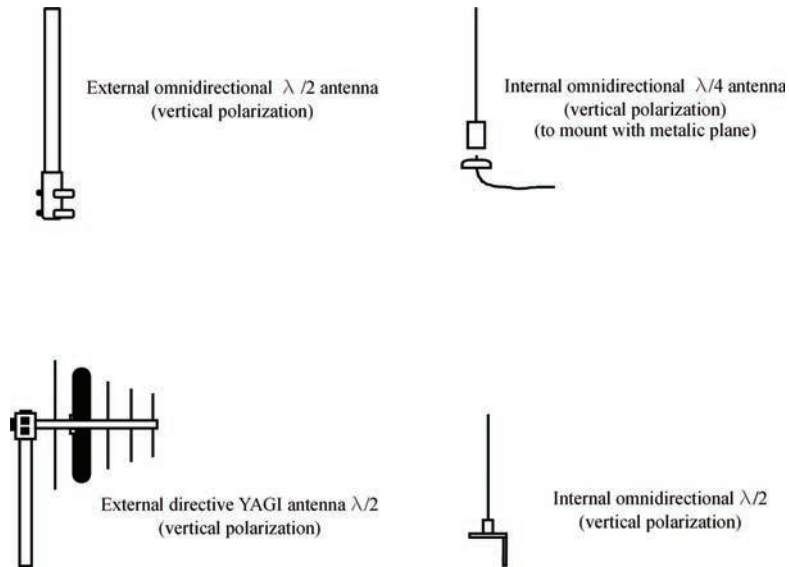 External omnidirectional λ /2 antenna
(vertical polarization)
Internal omnidirectional λ/4 antenna
(vertical polarization)
(to mount with metalic plane)
External directive YAGI antenna λ/2
(vertical polarization)
Internal omnidirectional λ/2
(vertical polarization)